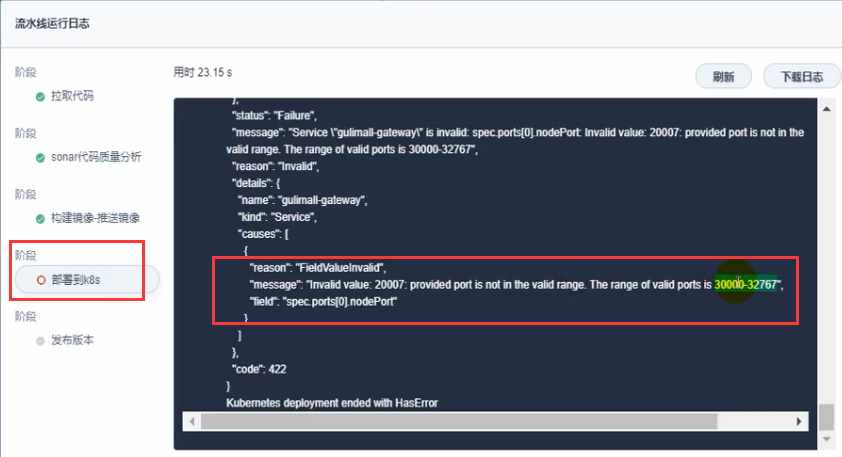 流水线运行日志
阶段
拉取代码
阶段
sonar代码质量分析
阶段
构建镜像-推送镜像
阶段
部署到k8s
阶段
发布版本
用时 23.15 s
刷新
下载日志
},
"status": "Failure",
"message": "Service \"gulimall-gateway\" is invalid: spec.ports[0].nodePort: Invalid value: 20007: provided port is not in the
valid range. The range of valid ports is 30000-32767",
"reason": "Invalid",
"details": {
"name": "gulimall-gateway",
"kind": "Service",
"causes": [
{
"reason": "FieldValueInvalid",
"message": "Invalid value: 20007: provided port is not in the valid range. The range of valid ports is 30000-32767",
"field": "spec.ports[0].nodePort"
}
]
},
"code": 422
}
Kubernetes deployment ended with HasError